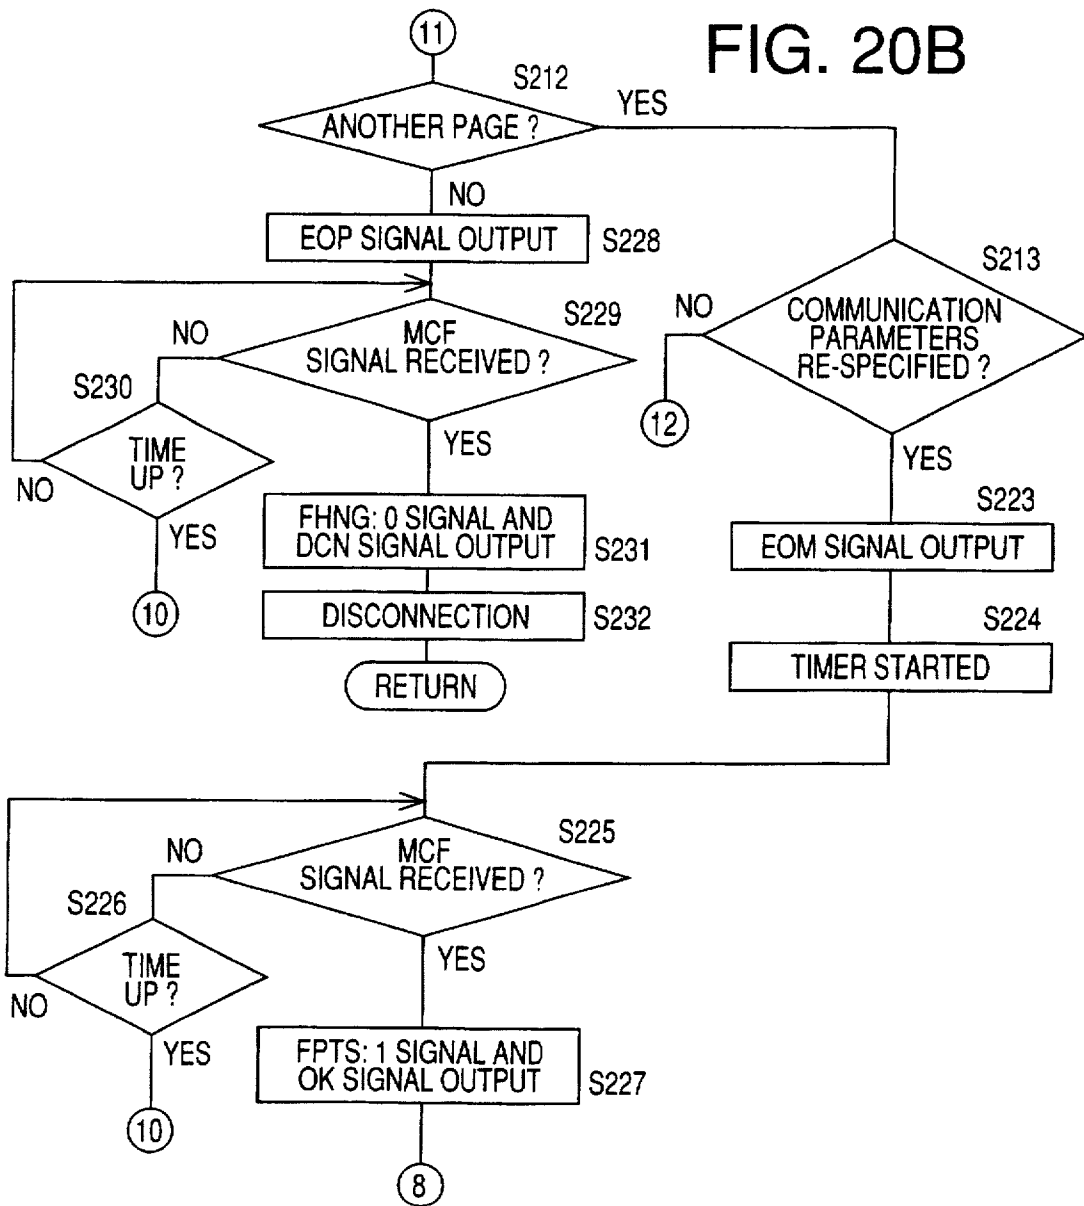 FIG. 20B
11
S212
ANOTHER PAGE ?
YES
NO
EOP SIGNAL OUTPUT
S228
S213
COMMUNICATION
PARAMETERS
RE-SPECIFIED ?
NO
12
YES
S229
MCF
SIGNAL RECEIVED ?
NO
S230
TIME
UP ?
NO
YES
10
YES
FHNG: 0 SIGNAL AND
DCN SIGNAL OUTPUT
S231
DISCONNECTION
S232
RETURN
S223
EOM SIGNAL OUTPUT
S224
TIMER STARTED
S225
MCF
SIGNAL RECEIVED ?
NO
S226
TIME
UP ?
NO
YES
10
YES
FPTS: 1 SIGNAL AND
OK SIGNAL OUTPUT
S227
8